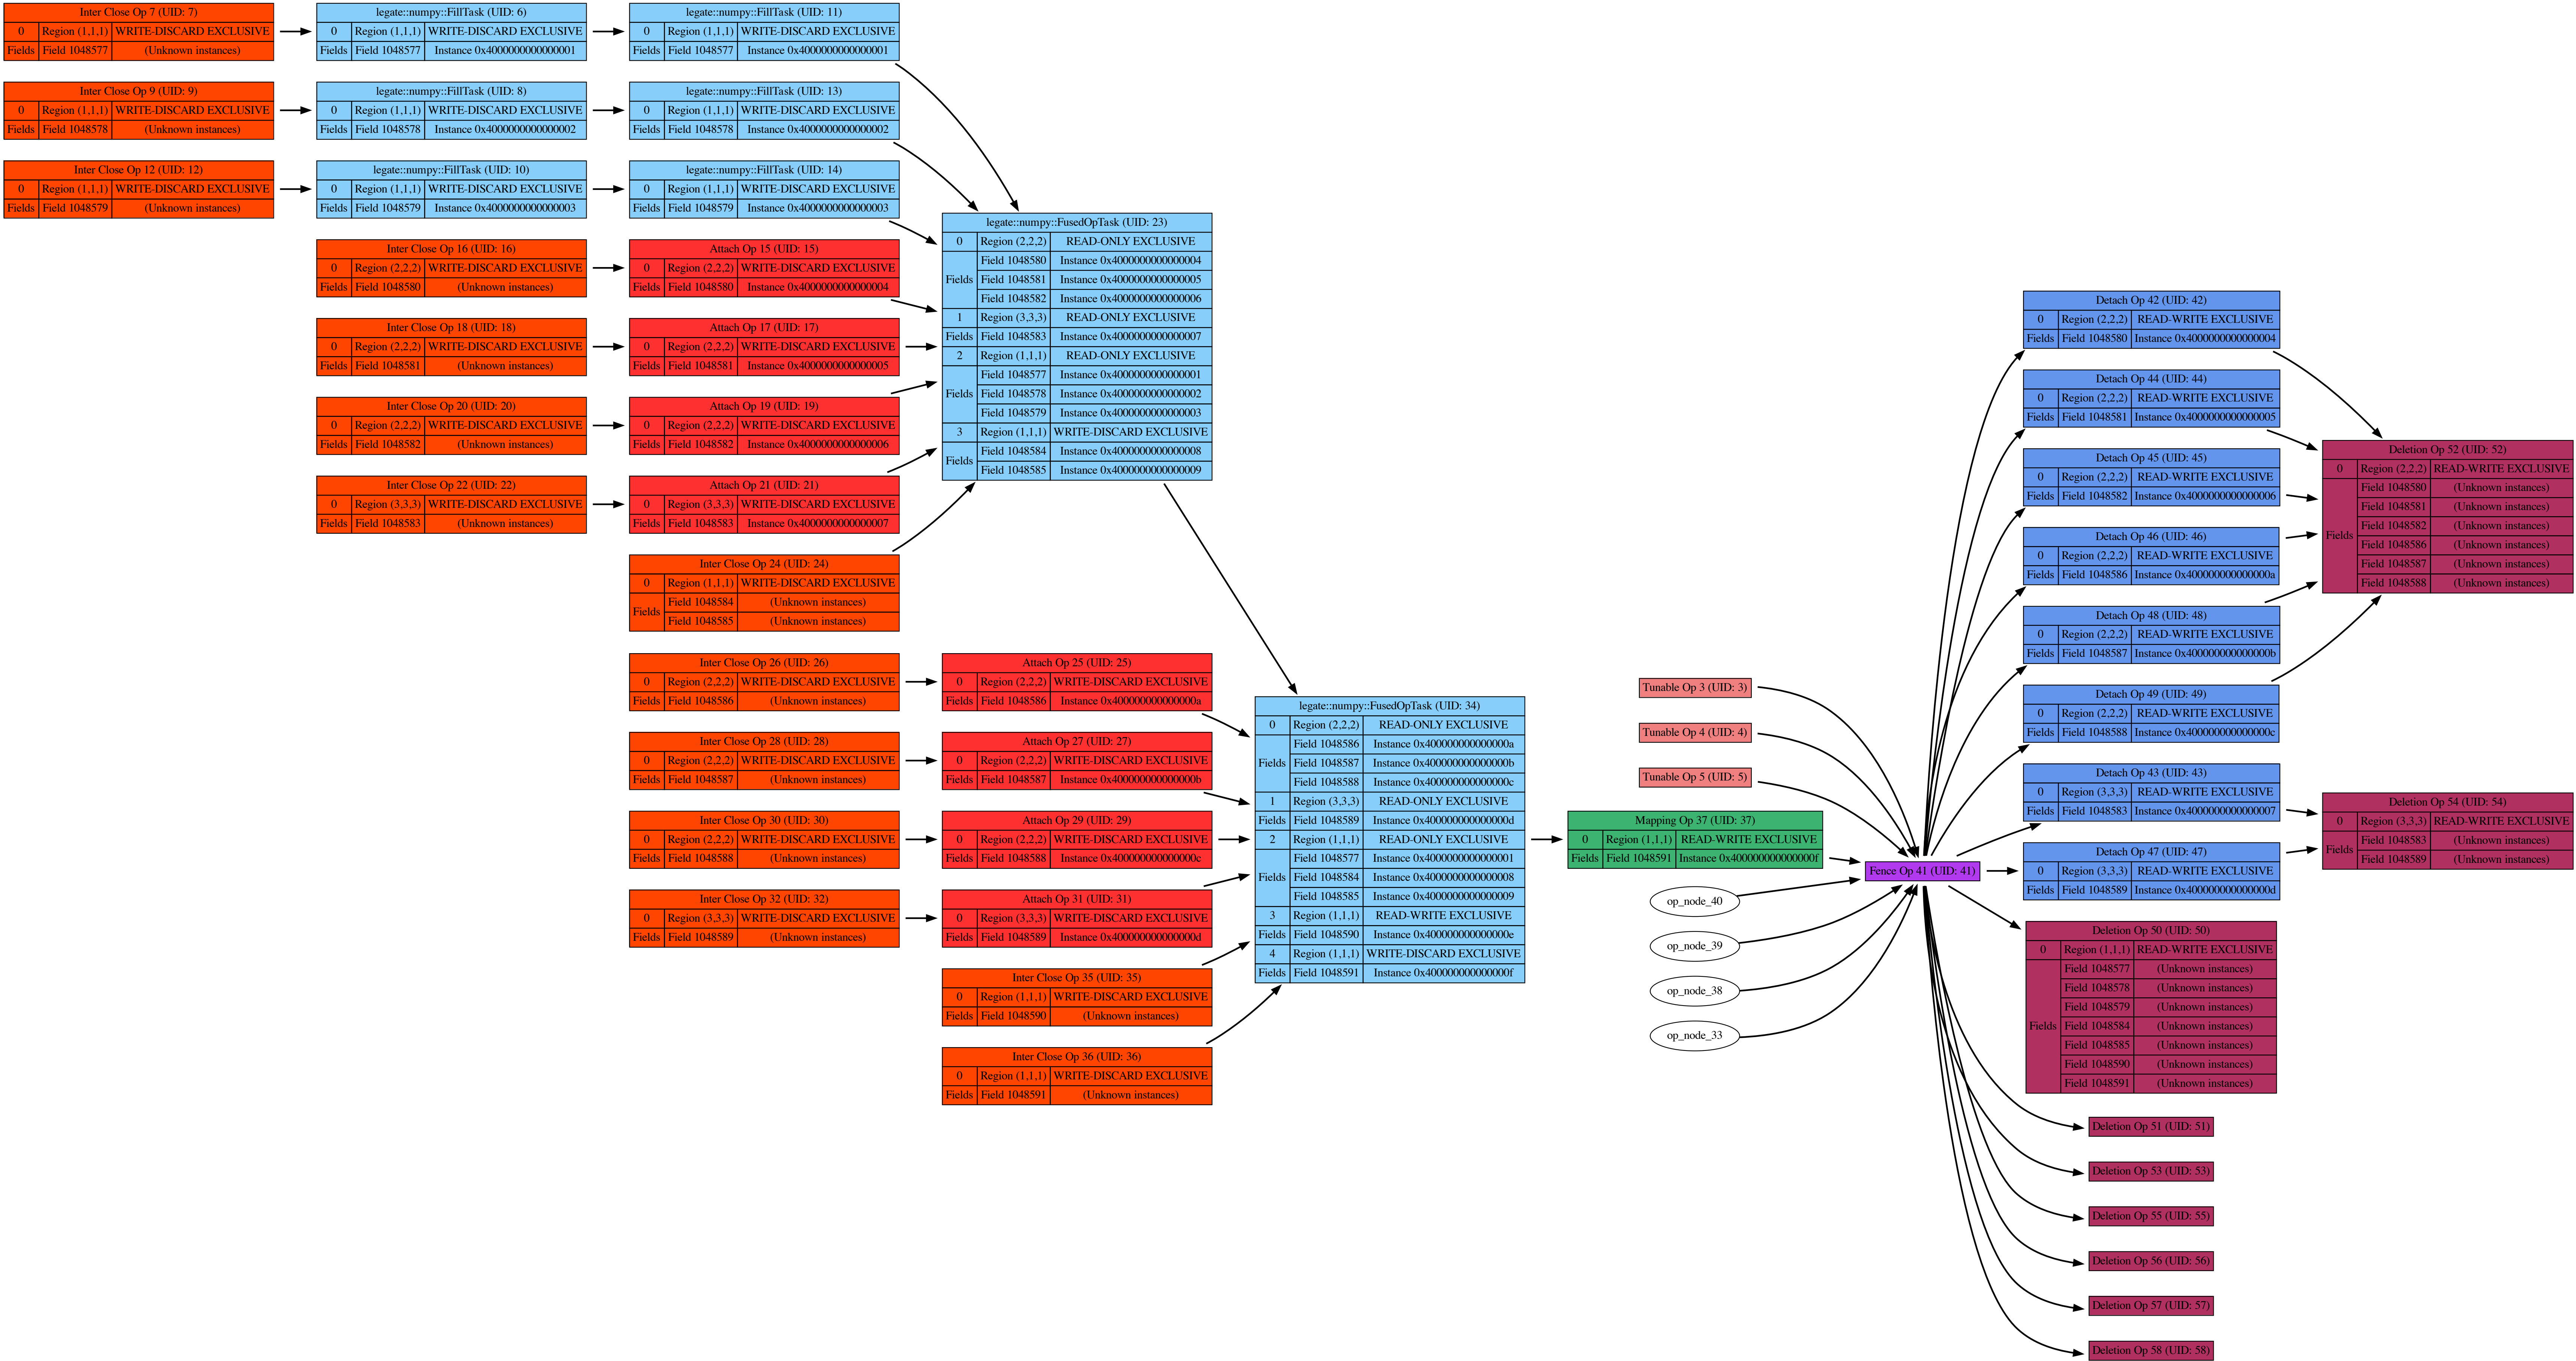 Inter Close Op 7 (UID: 7)
0 Region (1,1,1) WRITE-DISCARD EXCLUSIVE
Fields Field 1048577 (Unknown instances)
legate::numpy::FillTask (UID: 6)
0 Region (1,1,1) WRITE-DISCARD EXCLUSIVE
Fields Field 1048577 Instance 0x4000000000000001
legate::numpy::FillTask (UID: 11)
0 Region (1,1,1) WRITE-DISCARD EXCLUSIVE
Fields Field 1048577 Instance 0x4000000000000001
Inter Close Op 9 (UID: 9)
0 Region (1,1,1) WRITE-DISCARD EXCLUSIVE
Fields Field 1048578 (Unknown instances)
legate::numpy::FillTask (UID: 8)
0 Region (1,1,1) WRITE-DISCARD EXCLUSIVE
Fields Field 1048578 Instance 0x4000000000000002
legate::numpy::FillTask (UID: 13)
0 Region (1,1,1) WRITE-DISCARD EXCLUSIVE
Fields Field 1048578 Instance 0x4000000000000002
Inter Close Op 12 (UID: 12)
0 Region (1,1,1) WRITE-DISCARD EXCLUSIVE
Fields Field 1048579 (Unknown instances)
legate::numpy::FillTask (UID: 10)
0 Region (1,1,1) WRITE-DISCARD EXCLUSIVE
Fields Field 1048579 Instance 0x4000000000000003
legate::numpy::FillTask (UID: 14)
0 Region (1,1,1) WRITE-DISCARD EXCLUSIVE
Fields Field 1048579 Instance 0x4000000000000003
Inter Close Op 16 (UID: 16)
0 Region (2,2,2) WRITE-DISCARD EXCLUSIVE
Fields Field 1048580 (Unknown instances)
Attach Op 15 (UID: 15)
0 Region (2,2,2) WRITE-DISCARD EXCLUSIVE
Fields Field 1048580 Instance 0x4000000000000004
Inter Close Op 18 (UID: 18)
0 Region (2,2,2) WRITE-DISCARD EXCLUSIVE
Fields Field 1048581 (Unknown instances)
Attach Op 17 (UID: 17)
0 Region (2,2,2) WRITE-DISCARD EXCLUSIVE
Fields Field 1048581 Instance 0x4000000000000005
Inter Close Op 20 (UID: 20)
0 Region (2,2,2) WRITE-DISCARD EXCLUSIVE
Fields Field 1048582 (Unknown instances)
Attach Op 19 (UID: 19)
0 Region (2,2,2) WRITE-DISCARD EXCLUSIVE
Fields Field 1048582 Instance 0x4000000000000006
Inter Close Op 22 (UID: 22)
0 Region (3,3,3) WRITE-DISCARD EXCLUSIVE
Fields Field 1048583 (Unknown instances)
Attach Op 21 (UID: 21)
0 Region (3,3,3) WRITE-DISCARD EXCLUSIVE
Fields Field 1048583 Instance 0x4000000000000007
Inter Close Op 24 (UID: 24)
0 Region (1,1,1) WRITE-DISCARD EXCLUSIVE
Fields Field 1048584 (Unknown instances)
Field 1048585 (Unknown instances)
legate::numpy::FusedOpTask (UID: 23)
0 Region (2,2,2) READ-ONLY EXCLUSIVE
Fields Field 1048580 Instance 0x4000000000000004
Field 1048581 Instance 0x4000000000000005
Field 1048582 Instance 0x4000000000000006
1 Region (3,3,3) READ-ONLY EXCLUSIVE
Fields Field 1048583 Instance 0x4000000000000007
2 Region (1,1,1) READ-ONLY EXCLUSIVE
Fields Field 1048577 Instance 0x4000000000000001
Field 1048578 Instance 0x4000000000000002
Field 1048579 Instance 0x4000000000000003
3 Region (1,1,1) WRITE-DISCARD EXCLUSIVE
Fields Field 1048584 Instance 0x4000000000000008
Field 1048585 Instance 0x4000000000000009
Inter Close Op 26 (UID: 26)
0 Region (2,2,2) WRITE-DISCARD EXCLUSIVE
Fields Field 1048586 (Unknown instances)
Attach Op 25 (UID: 25)
0 Region (2,2,2) WRITE-DISCARD EXCLUSIVE
Fields Field 1048586 Instance 0x400000000000000a
Inter Close Op 28 (UID: 28)
0 Region (2,2,2) WRITE-DISCARD EXCLUSIVE
Fields Field 1048587 (Unknown instances)
Attach Op 27 (UID: 27)
0 Region (2,2,2) WRITE-DISCARD EXCLUSIVE
Fields Field 1048587 Instance 0x400000000000000b
Inter Close Op 30 (UID: 30)
0 Region (2,2,2) WRITE-DISCARD EXCLUSIVE
Fields Field 1048588 (Unknown instances)
Attach Op 29 (UID: 29)
0 Region (2,2,2) WRITE-DISCARD EXCLUSIVE
Fields Field 1048588 Instance 0x400000000000000c
Inter Close Op 32 (UID: 32)
0 Region (3,3,3) WRITE-DISCARD EXCLUSIVE
Fields Field 1048589 (Unknown instances)
Attach Op 31 (UID: 31)
0 Region (3,3,3) WRITE-DISCARD EXCLUSIVE
Fields Field 1048589 Instance 0x400000000000000d
Inter Close Op 35 (UID: 35)
0 Region (1,1,1) WRITE-DISCARD EXCLUSIVE
Fields Field 1048590 (Unknown instances)
Inter Close Op 36 (UID: 36)
0 Region (1,1,1) WRITE-DISCARD EXCLUSIVE
Fields Field 1048591 (Unknown instances)
legate::numpy::FusedOpTask (UID: 34)
0 Region (2,2,2) READ-ONLY EXCLUSIVE
Fields Field 1048586 Instance 0x400000000000000a
Field 1048587 Instance 0x400000000000000b
Field 1048588 Instance 0x400000000000000c
1 Region (3,3,3) READ-ONLY EXCLUSIVE
Fields Field 1048589 Instance 0x400000000000000d
2 Region (1,1,1) READ-ONLY EXCLUSIVE
Fields Field 1048577 Instance 0x4000000000000001
Field 1048584 Instance 0x4000000000000008
Field 1048585 Instance 0x4000000000000009
3 Region (1,1,1) READ-WRITE EXCLUSIVE
Fields Field 1048590 Instance 0x400000000000000e
4 Region (1,1,1) WRITE-DISCARD EXCLUSIVE
Fields Field 1048591 Instance 0x400000000000000f
Tunable Op 3 (UID: 3)
Tunable Op 4 (UID: 4)
Tunable Op 5 (UID: 5)
Mapping Op 37 (UID: 37)
0 Region (1,1,1) READ-WRITE EXCLUSIVE
Fields Field 1048591 Instance 0x400000000000000f
op_node_40
op_node_39
op_node_38
op_node_33
Fence Op 41 (UID: 41)
Detach Op 42 (UID: 42)
0 Region (2,2,2) READ-WRITE EXCLUSIVE
Fields Field 1048580 Instance 0x4000000000000004
Detach Op 44 (UID: 44)
0 Region (2,2,2) READ-WRITE EXCLUSIVE
Fields Field 1048581 Instance 0x4000000000000005
Detach Op 45 (UID: 45)
0 Region (2,2,2) READ-WRITE EXCLUSIVE
Fields Field 1048582 Instance 0x4000000000000006
Detach Op 46 (UID: 46)
0 Region (2,2,2) READ-WRITE EXCLUSIVE
Fields Field 1048586 Instance 0x400000000000000a
Detach Op 48 (UID: 48)
0 Region (2,2,2) READ-WRITE EXCLUSIVE
Fields Field 1048587 Instance 0x400000000000000b
Detach Op 49 (UID: 49)
0 Region (2,2,2) READ-WRITE EXCLUSIVE
Fields Field 1048588 Instance 0x400000000000000c
Detach Op 43 (UID: 43)
0 Region (3,3,3) READ-WRITE EXCLUSIVE
Fields Field 1048583 Instance 0x4000000000000007
Detach Op 47 (UID: 47)
0 Region (3,3,3) READ-WRITE EXCLUSIVE
Fields Field 1048589 Instance 0x400000000000000d
Deletion Op 52 (UID: 52)
0 Region (2,2,2) READ-WRITE EXCLUSIVE
Fields Field 1048580 (Unknown instances)
Field 1048581 (Unknown instances)
Field 1048582 (Unknown instances)
Field 1048586 (Unknown instances)
Field 1048587 (Unknown instances)
Field 1048588 (Unknown instances)
Deletion Op 54 (UID: 54)
0 Region (3,3,3) READ-WRITE EXCLUSIVE
Fields Field 1048583 (Unknown instances)
Field 1048589 (Unknown instances)
Deletion Op 50 (UID: 50)
0 Region (1,1,1) READ-WRITE EXCLUSIVE
Fields Field 1048577 (Unknown instances)
Field 1048578 (Unknown instances)
Field 1048579 (Unknown instances)
Field 1048584 (Unknown instances)
Field 1048585 (Unknown instances)
Field 1048590 (Unknown instances)
Field 1048591 (Unknown instances)
Deletion Op 51 (UID: 51)
Deletion Op 53 (UID: 53)
Deletion Op 55 (UID: 55)
Deletion Op 56 (UID: 56)
Deletion Op 57 (UID: 57)
Deletion Op 58 (UID: 58)